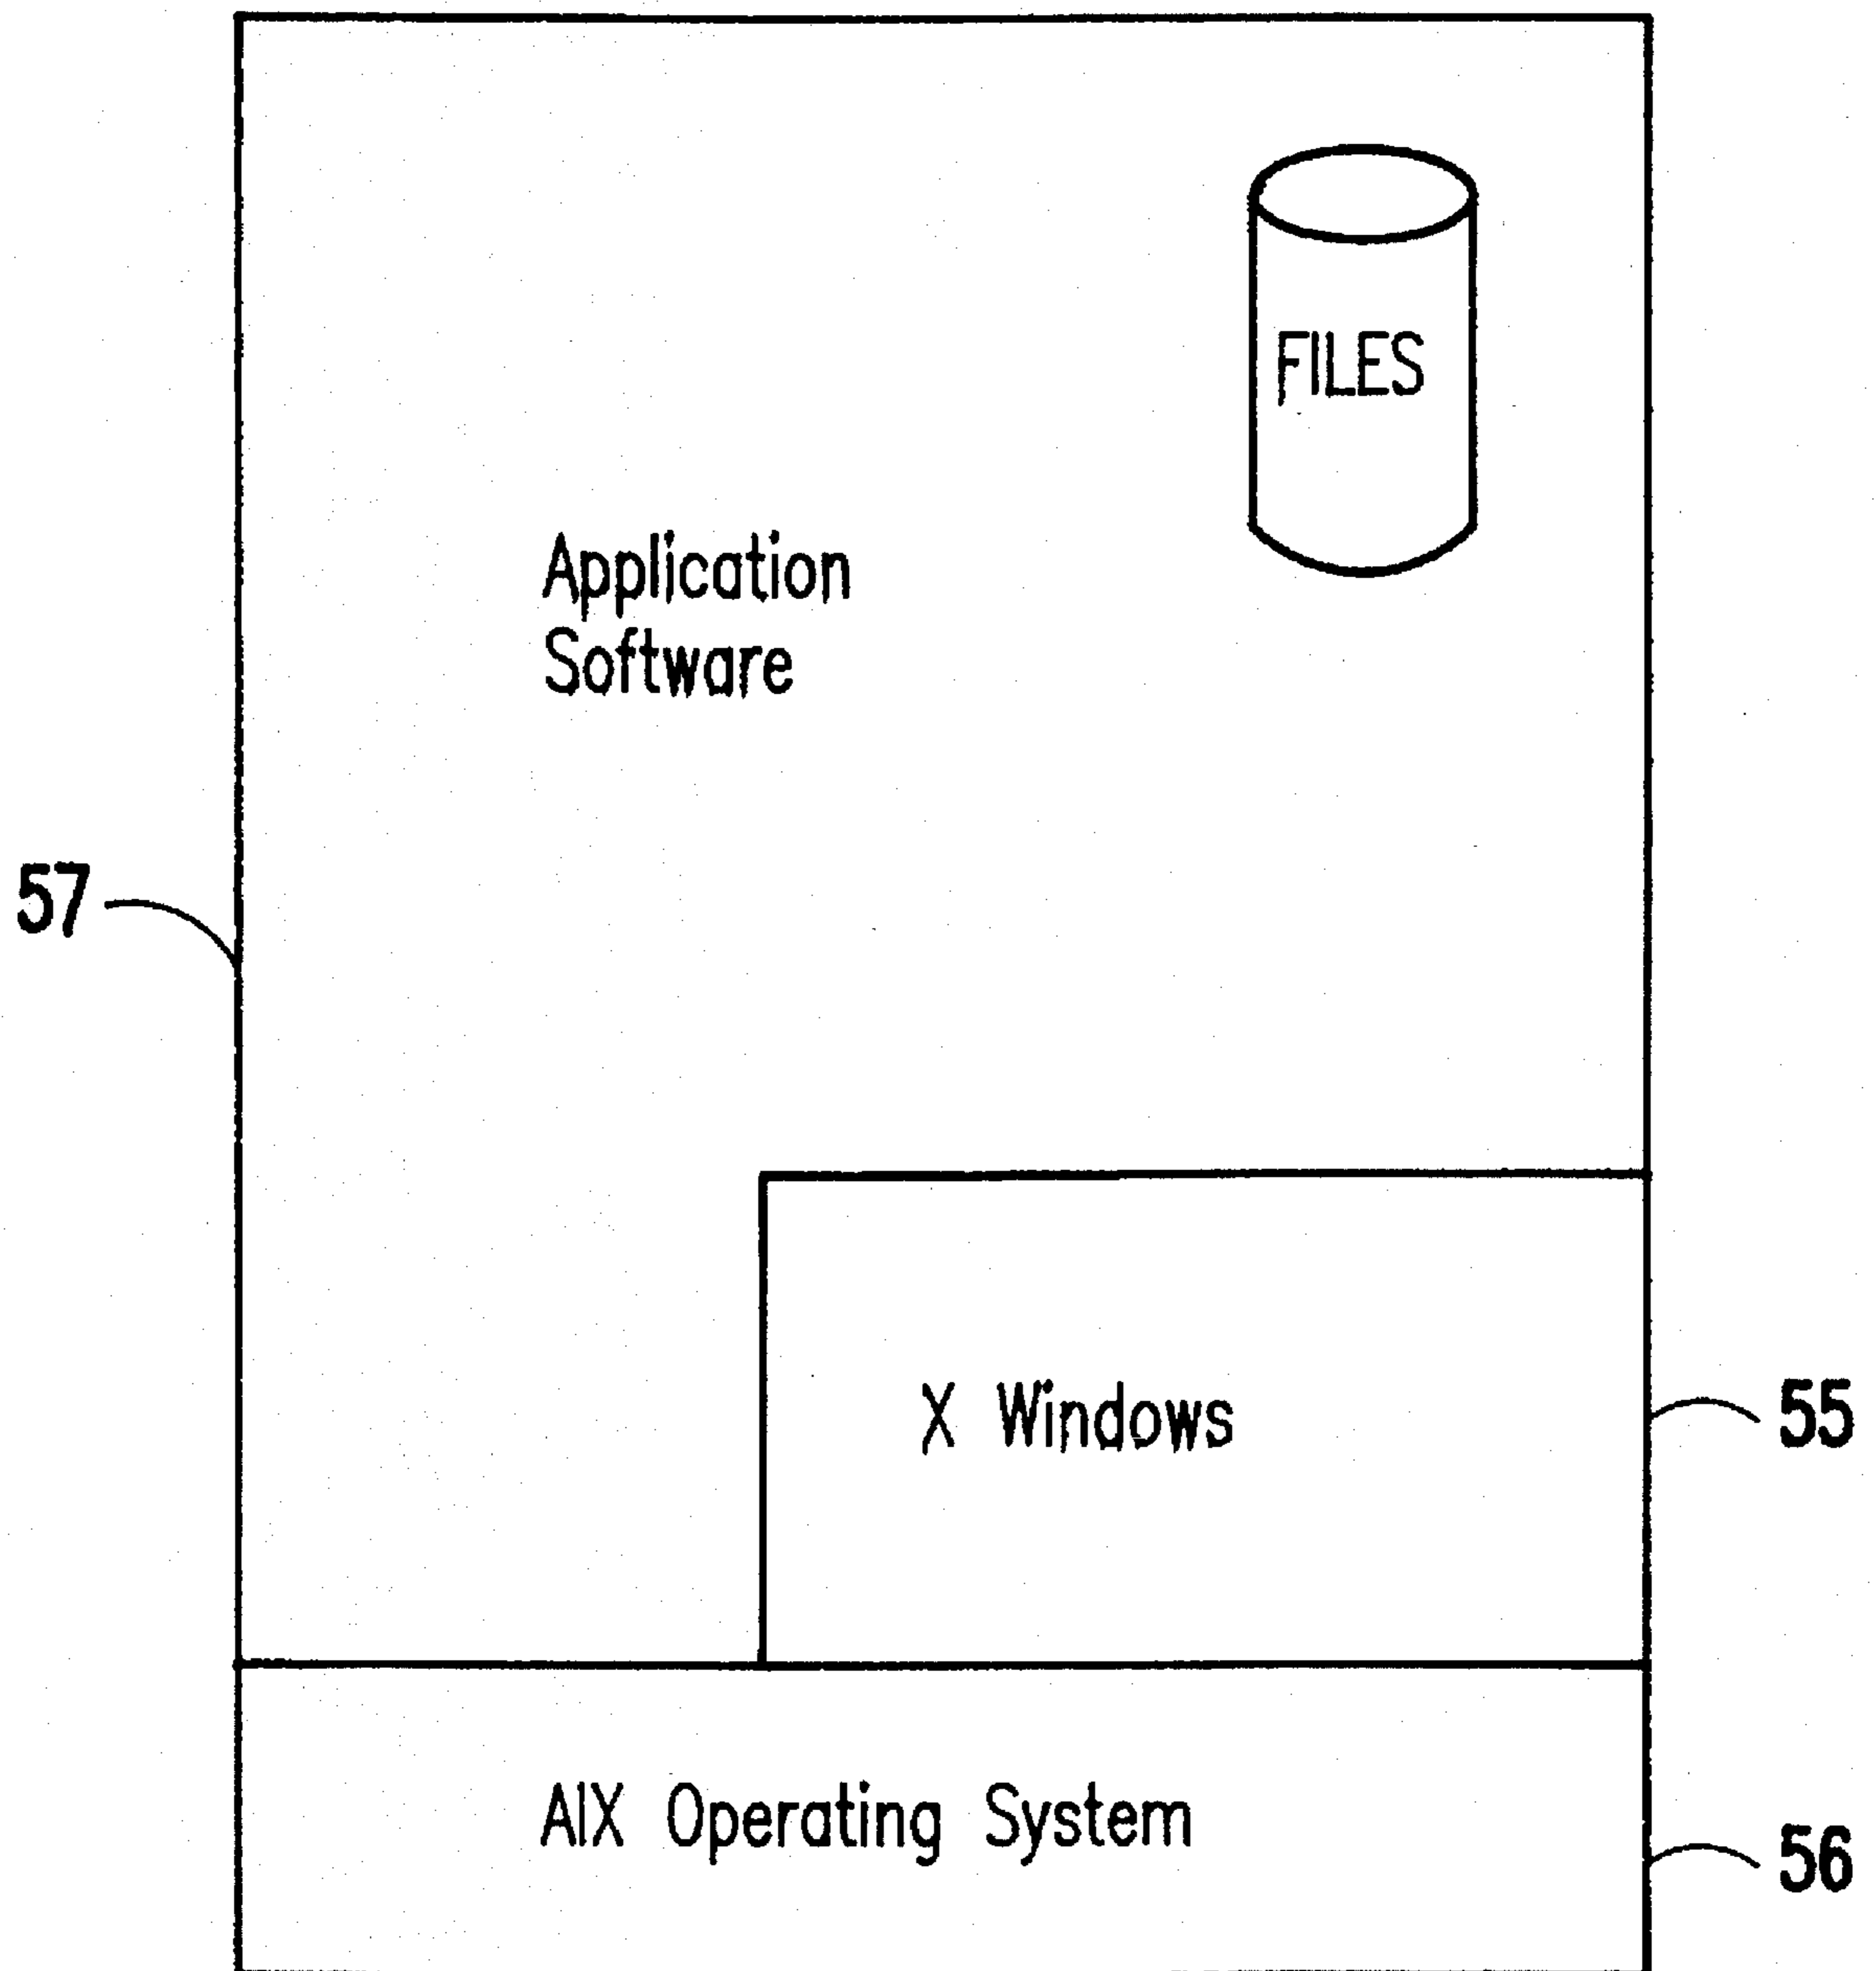 FILES
Application
Software
57
X Windows
55
AIX Operating System
56